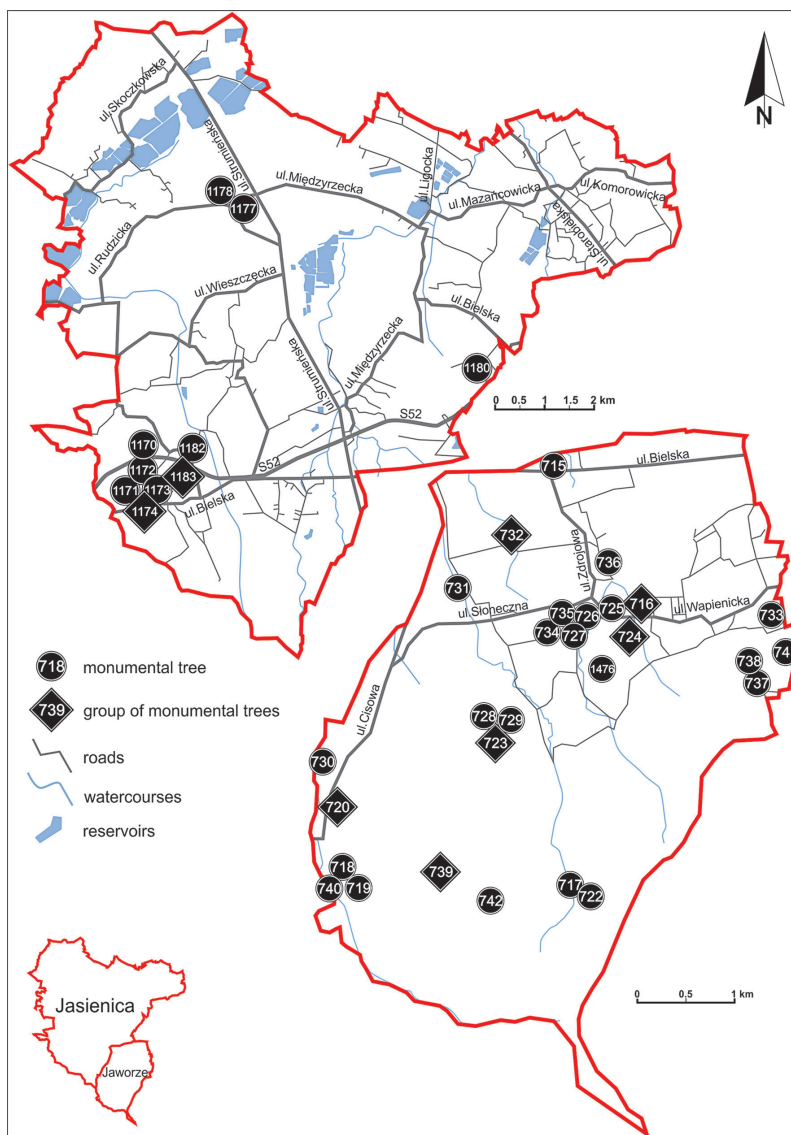 ul.Skoczkowska
ul.Strumieńska
N
1178
1177
ul.Międzyrzecka
ul.Ligocka
ul.Mazańcowicka
ul.Komorowicka
ul.Starobielska
ul.Rudzicka
ul.Wieszczęcka
ul.Bielska
ul.Strumieńska
ul.Międzyrzecka
1180
0 0.5 1 1.5 2 km
S52
S52
1170
1182
1172
1183
1171
1173
1174
ul.Bielska
715
ul.Bielska
732
ul.Zdrojowa
736
731
ul.Słoneczna
735
726
725
716
ul.Wapienicka
733
734
727
724
1476
738
74
737
718 monumental tree
739 group of monumental trees
roads
watercourses
reservoirs
ul.Cisowa
728
729
723
730
720
718
740
719
739
742
717
722
0 0.5 1 km
Jasienica
Jaworze